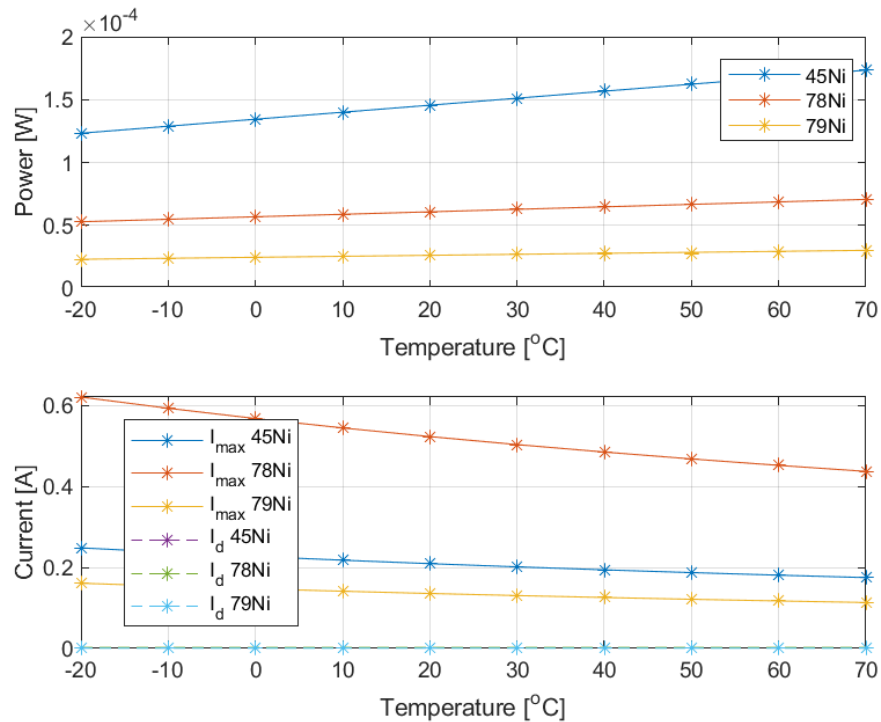 ×10⁻⁴
2
1.5
1
0.5
0
Power [W]
45Ni
78Ni
79Ni
-20 -10 0 10 20 30 40 50 60 70
Temperature [°C]
0.6
0.4
0.2
0
Current [A]
I_max 45Ni
I_max 78Ni
I_max 79Ni
I_d 45Ni
I_d 78Ni
I_d 79Ni
-20 -10 0 10 20 30 40 50 60 70
Temperature [°C]